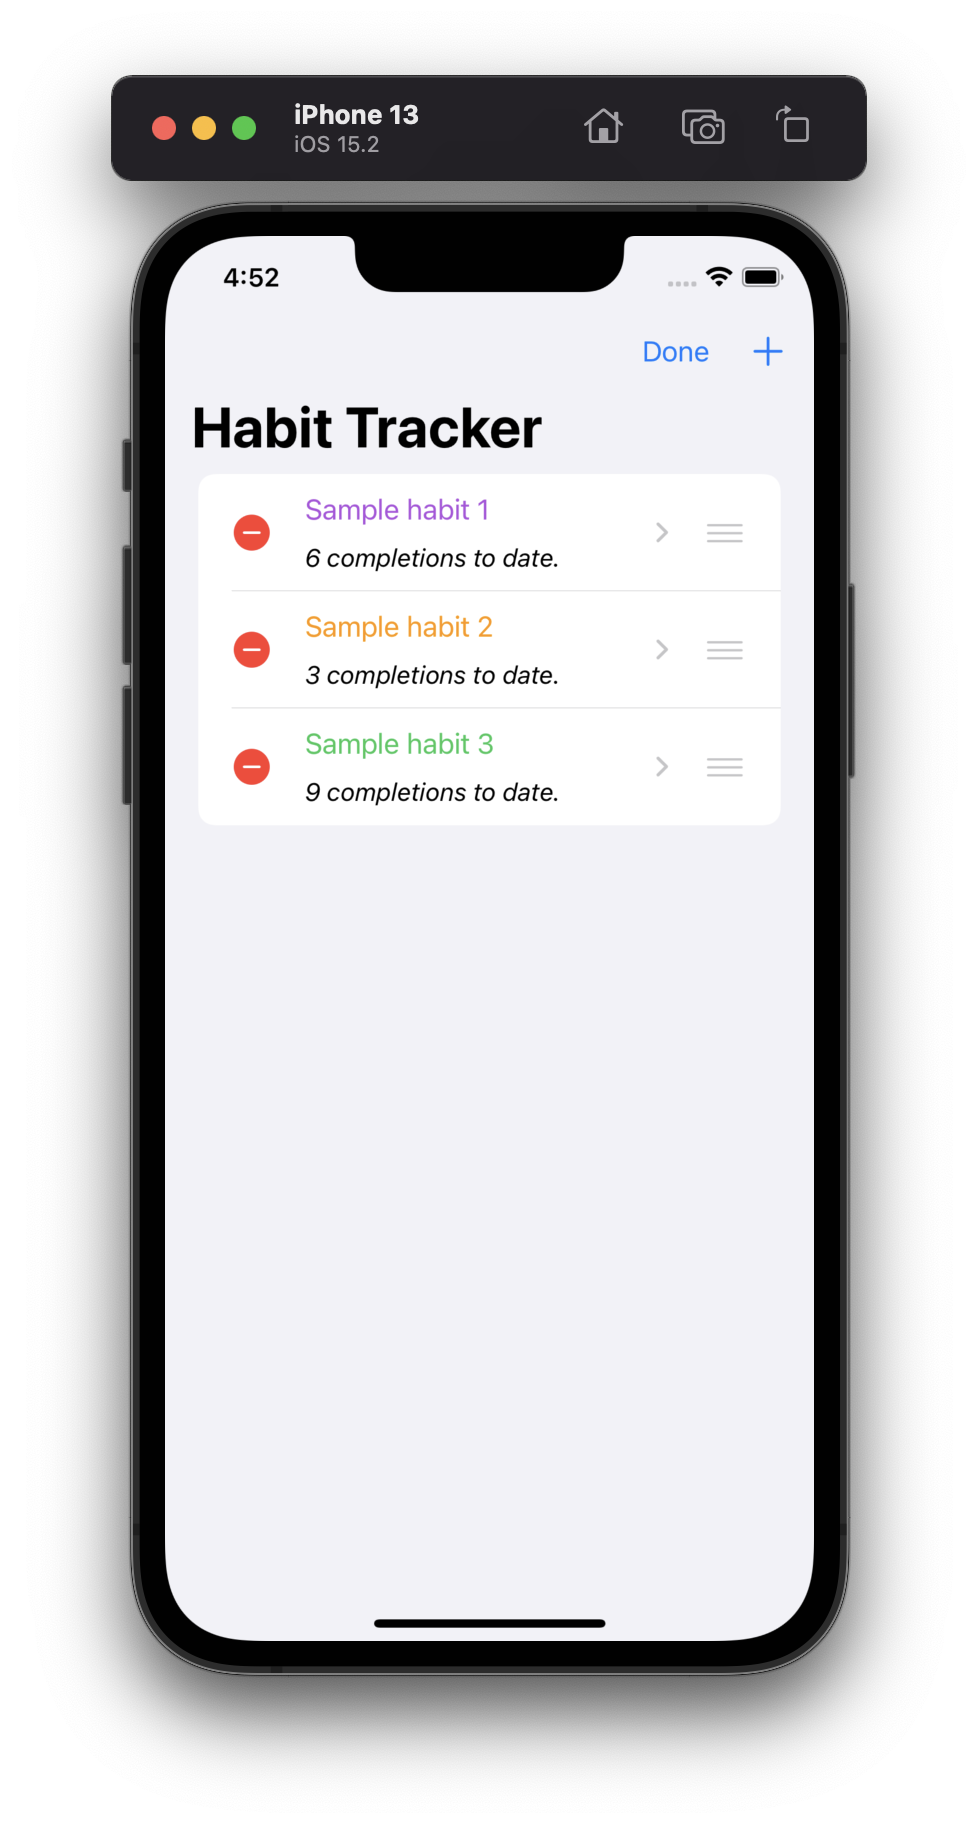 iPhone 13
iOS 15.2
4:52
Done
Habit Tracker
Sample habit 1
6 completions to date.
Sample habit 2
3 completions to date.
Sample habit 3
9 completions to date.